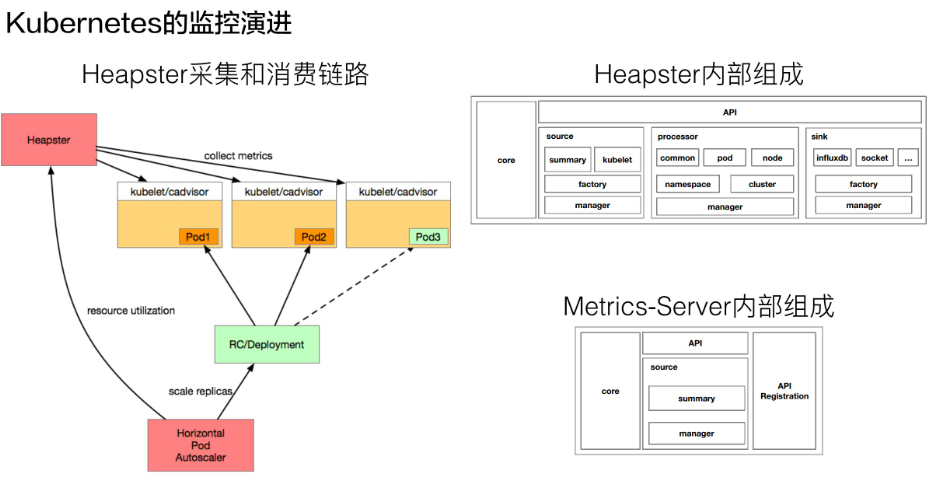 Kubernetes的监控演进
Heapster采集和消费链路
Heapster
collect metrics
kubelet/cadvisor
kubelet/cadvisor
kubelet/cadvisor
Pod1
Pod2
Pod3
resource utilization
RC/Deployment
scale replicas
Horizontal
Pod
Autoscaler
Heapster内部组成
core
API
source
summary
kubelet
factory
manager
processor
common
pod
node
namespace
cluster
manager
sink
influxdb
socket
...
factory
manager
Metrics-Server内部组成
core
API
source
summary
manager
API
Registration